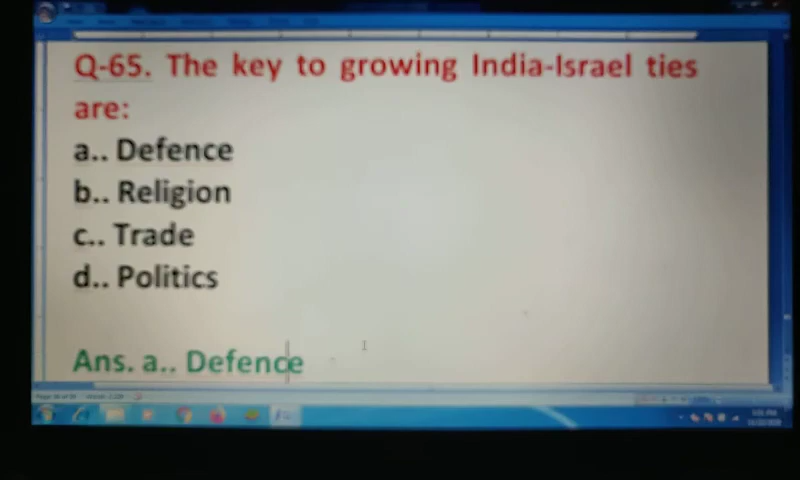 Q-65. The key to growing India-Israel ties
are:
a.. Defence
b.. Religion
c.. Trade
d.. Politics
Ans. a.. Defence